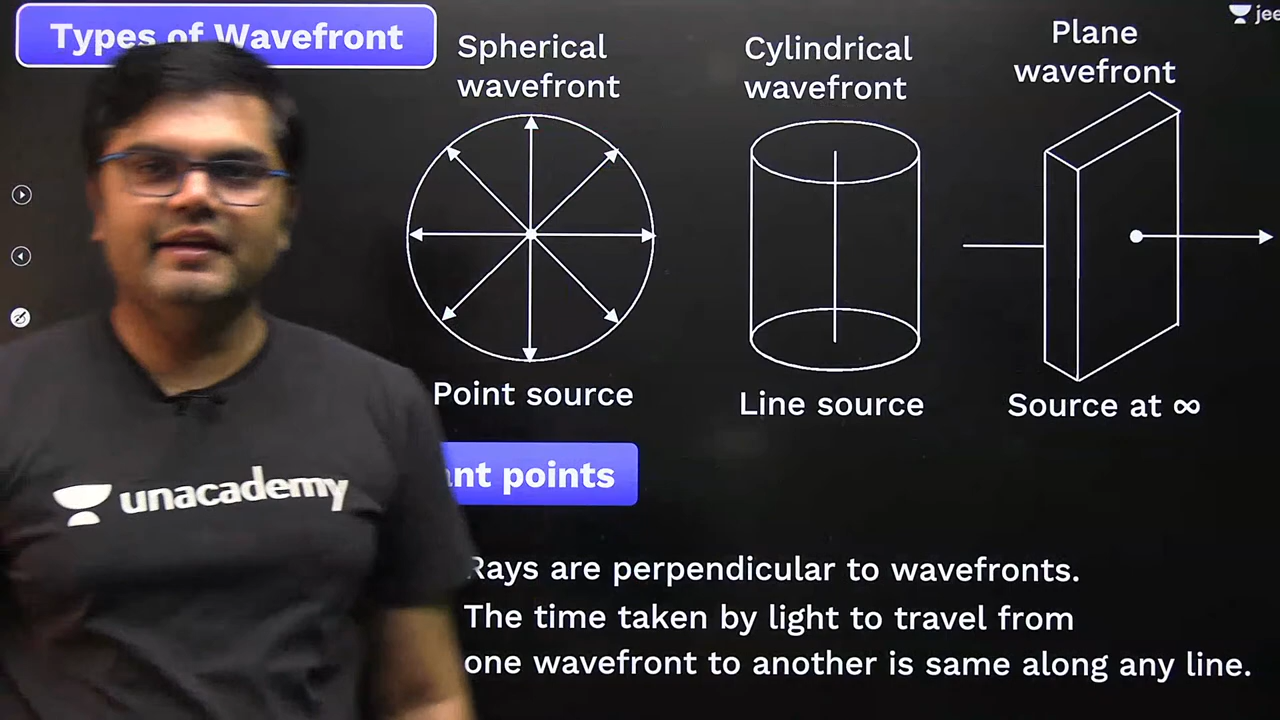 Types of Wavefront
Spherical
wavefront
Cylindrical
wavefront
Plane
wavefront
jee
Point source
Line source
Source at ∞
unacademy
points
Rays are perpendicular to wavefronts.
The time taken by light to travel from
one wavefront to another is same along any line.